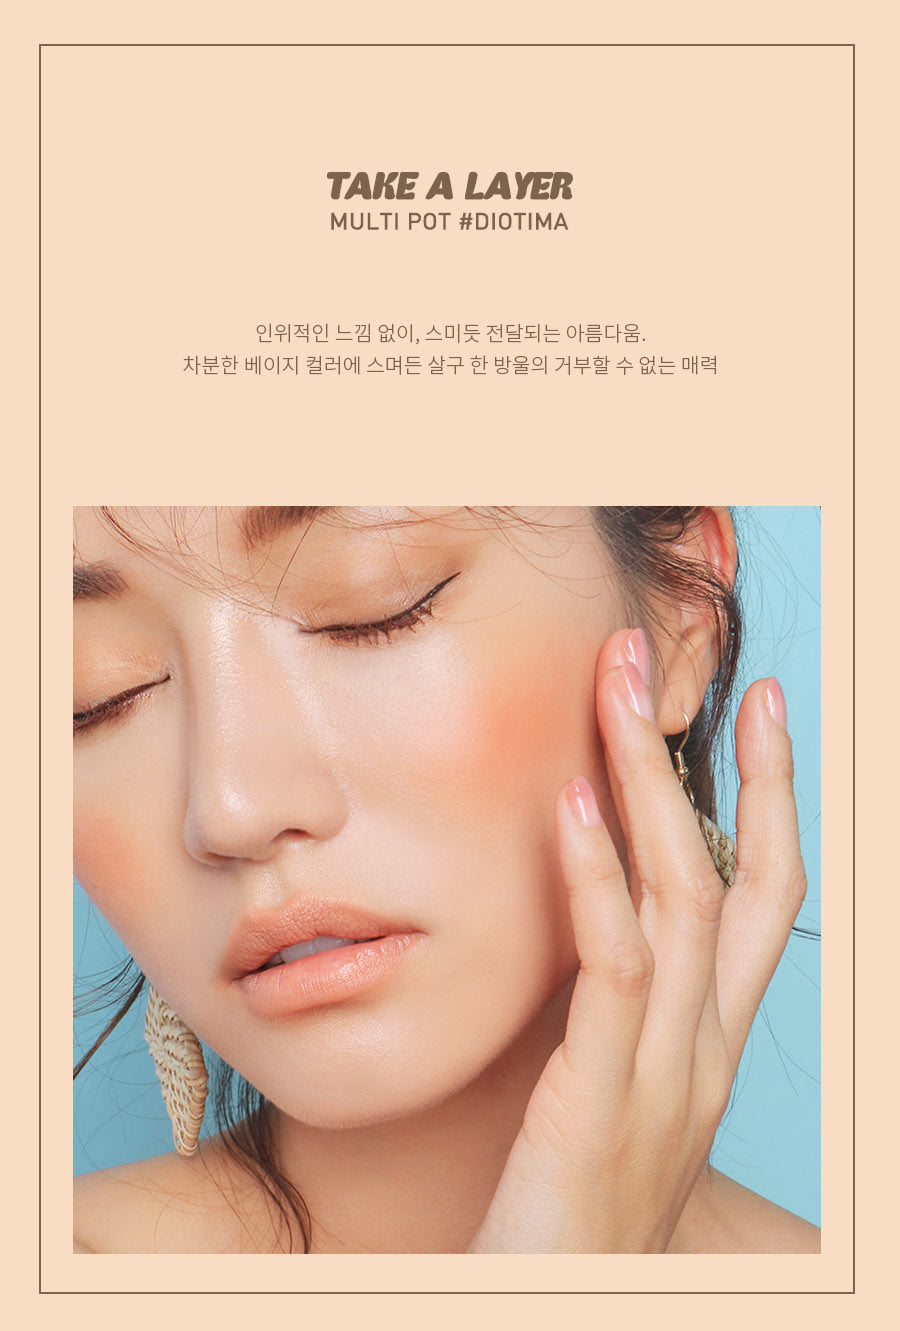 TAKE A LAYER
MULTI POT #DIOTIMA
인위적인 느낌 없이, 스미듯 전달되는 아름다움.
차분한 베이지 컬러에 스며든 살구 한 방울의 거부할 수 없는 매력